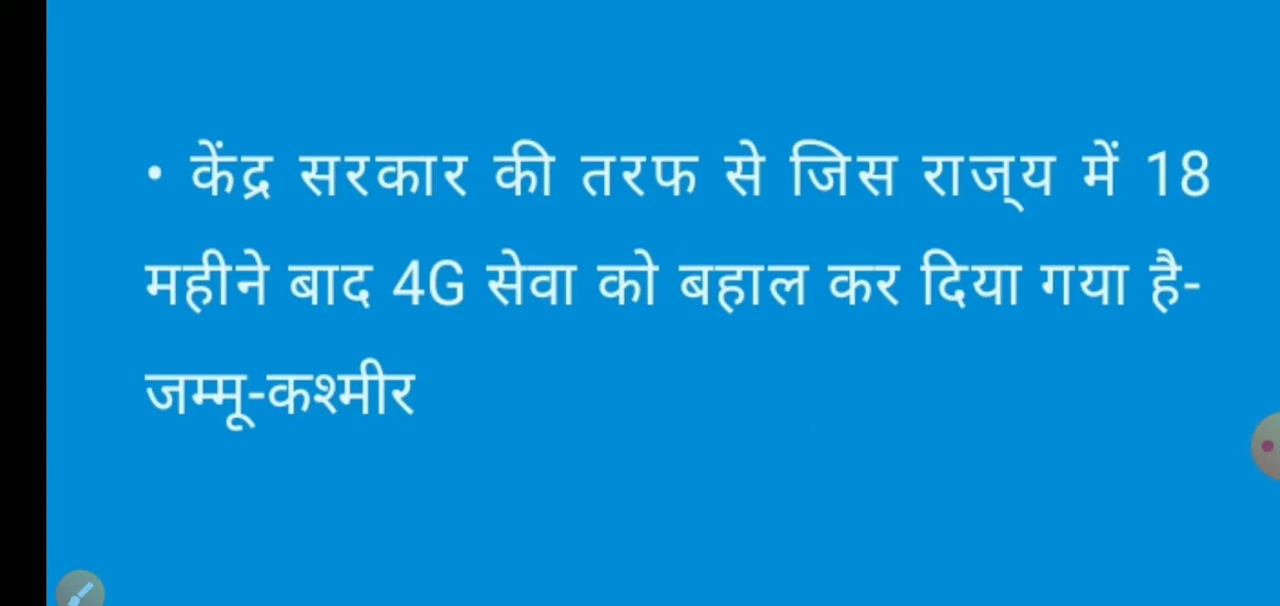 • केंद्र सरकार की तरफ से जिस राज्‌य में 18
महीने बाद 4G सेवा को बहाल कर दिया गया है-
जम्मू-कश्मीर